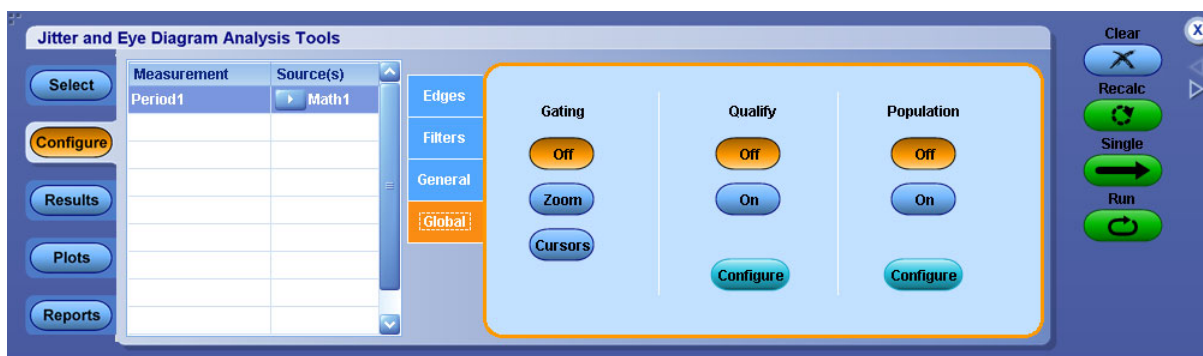 Jitter and Eye Diagram Analysis Tools
Select
Configure
Results
Plots
Reports
Measurement Source(s)
Period1 Math1
Edges
Filters
General
Global
Gating
Off
Zoom
Cursors
Qualify
Off
On
Configure
Population
Off
On
Configure
Clear
Recalc
Single
Run
X